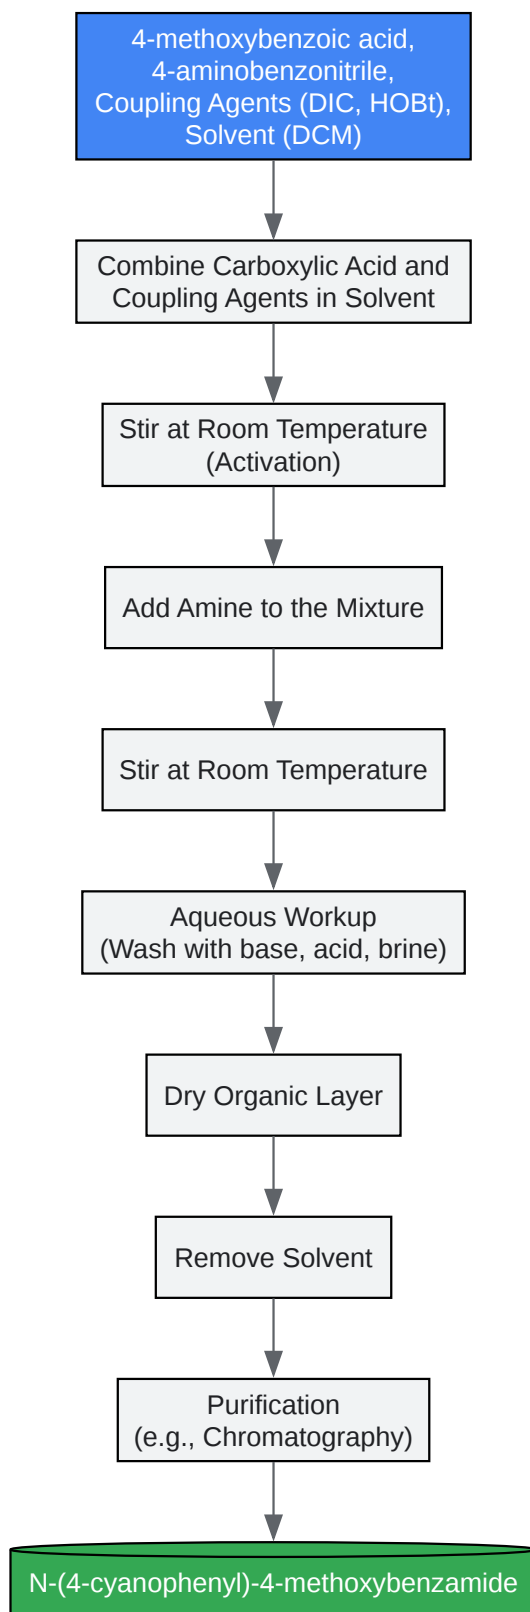 4-methoxybenzoic acid,
4-aminobenzonitrile,
Coupling Agents (DIC, HOBt),
Solvent (DCM)
Combine Carboxylic Acid and
Coupling Agents in Solvent
Stir at Room Temperature
(Activation)
Add Amine to the Mixture
Stir at Room Temperature
Aqueous Workup
(Wash with base, acid, brine)
Dry Organic Layer
Remove Solvent
Purification
(e.g., Chromatography)
N-(4-cyanophenyl)-4-methoxybenzamide